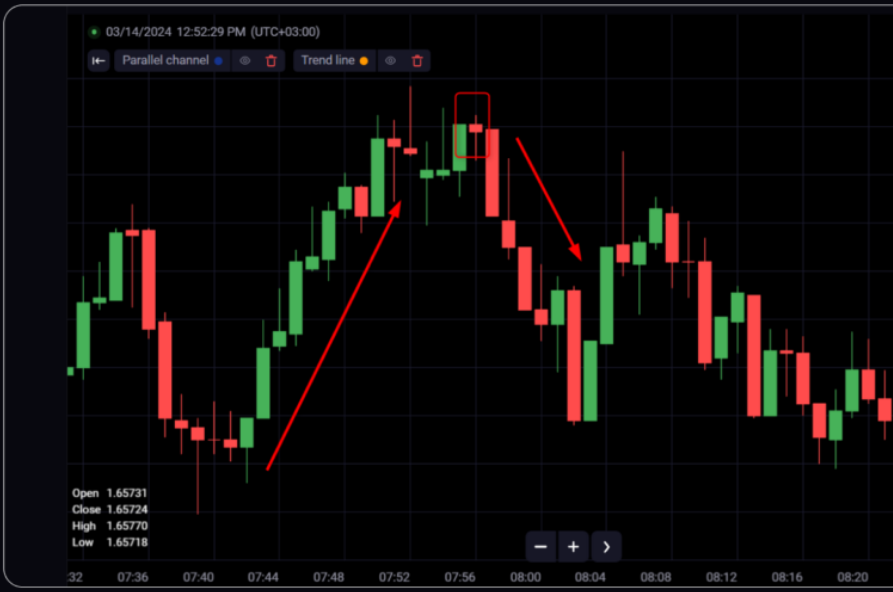 03/14/2024 12:52:29 PM (UTC+03:00)
Parallel channel
Trend line
Open 1.65731
Close 1.65724
High 1.65770
Low 1.65718
:32 07:36 07:40 07:44 07:48 07:52 07:56 08:00 08:04 08:08 08:12 08:16 08:20